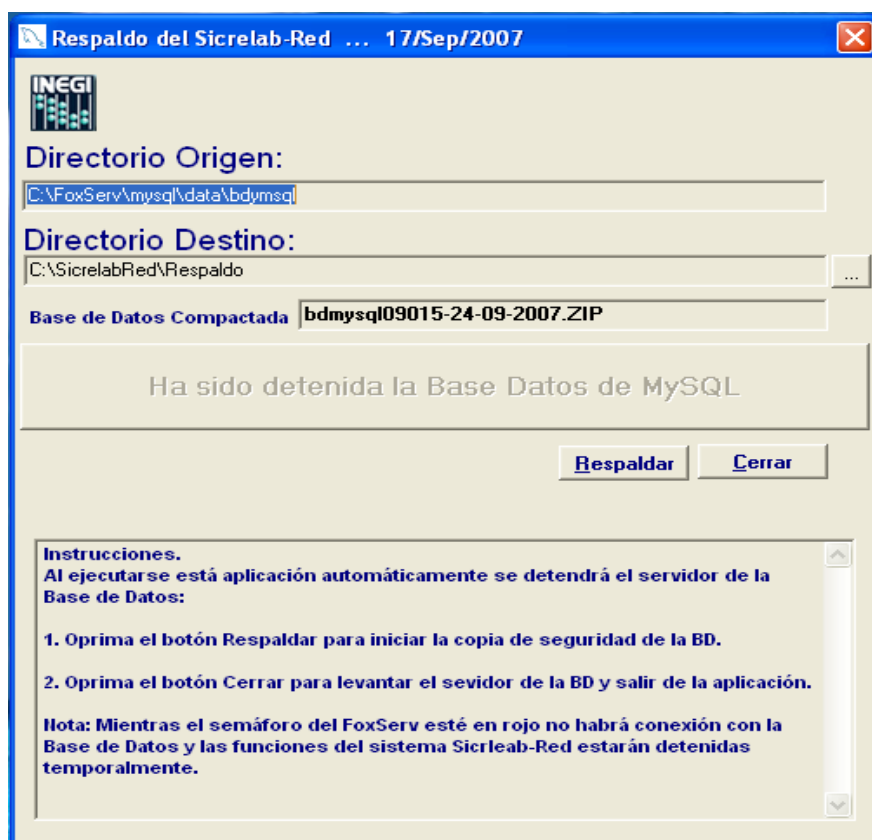 Respaldo del Sicrelab-Red ... 17/Sep/2007
INEGI
Directorio Origen:
C:\FoxServ\mysql\data\bdymsql
Directorio Destino:
C:\SicrelabRed\Respaldo
...
Base de Datos Compactada bdmysql09015-24-09-2007.ZIP
Ha sido detenida la Base Datos de MySQL
Respaldar Cerrar
Instrucciones.
Al ejecutarse está aplicación automáticamente se detendrá el servidor de la
Base de Datos:
1. Oprima el botón Respaldar para iniciar la copia de seguridad de la BD.
2. Oprima el botón Cerrar para levantar el sevidor de la BD y salir de la aplicación.
Nota: Mientras el semáforo del FoxServ esté en rojo no habrá conexión con la
Base de Datos y las funciones del sistema Sicrleab-Red estarán detenidas
temporalmente.